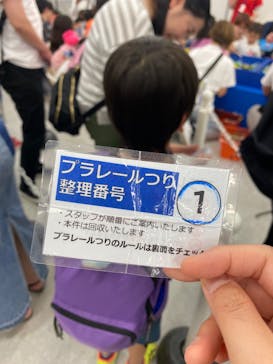 プラレールつり
整理番号
1
・スタッフが順番にご案内いたします
・本件は回収いたします
プラレールつりのルールは裏面をチェック